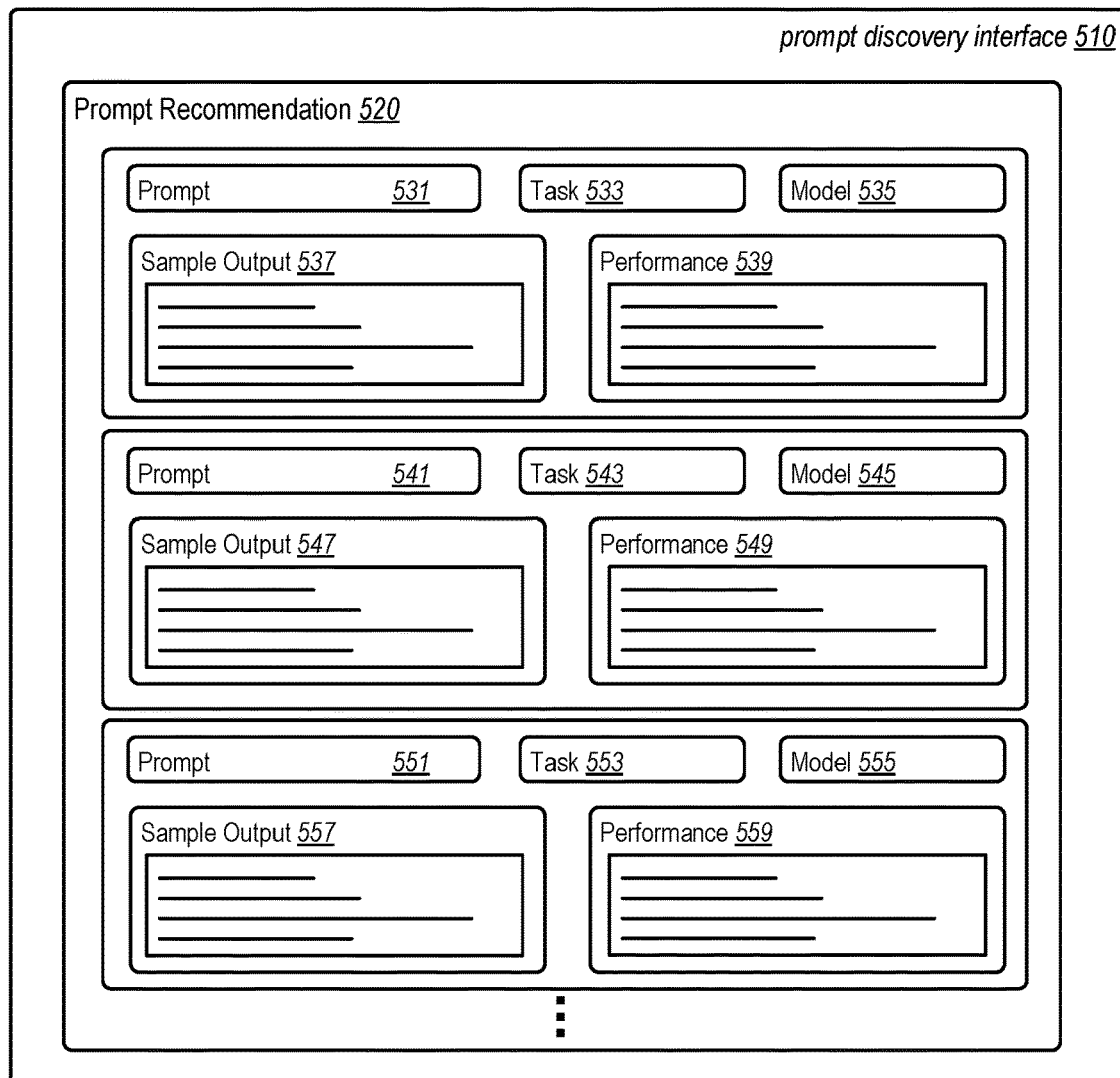 prompt discovery interface 510
Prompt Recommendation 520
Prompt 531 Task 533 Model 535
Sample Output 537 Performance 539
Prompt 541 Task 543 Model 545
Sample Output 547 Performance 549
Prompt 551 Task 553 Model 555
Sample Output 557 Performance 559